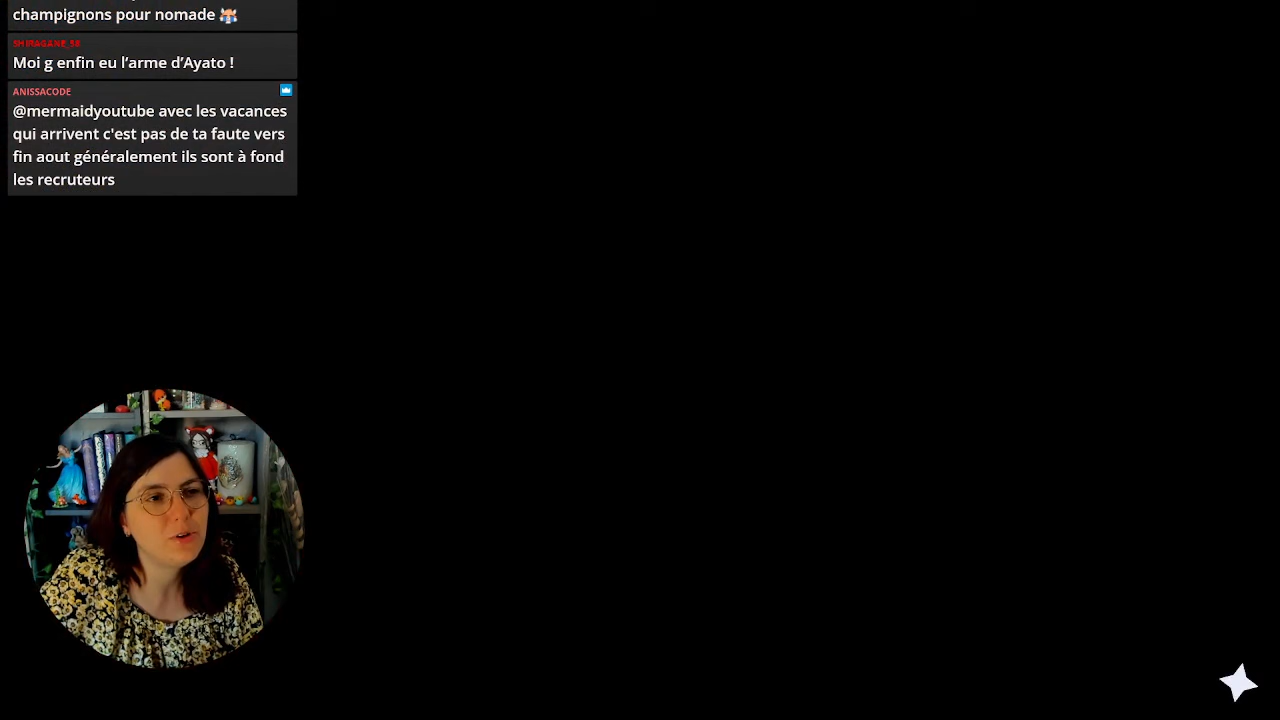 champignons pour nomade
SHIRAGANE_38
Moi g enfin eu l'arme d'Ayato !
ANISSACODE
@mermaidyoutube avec les vacances
qui arrivent c'est pas de ta faute vers
fin aout généralement ils sont à fond
les recruteurs